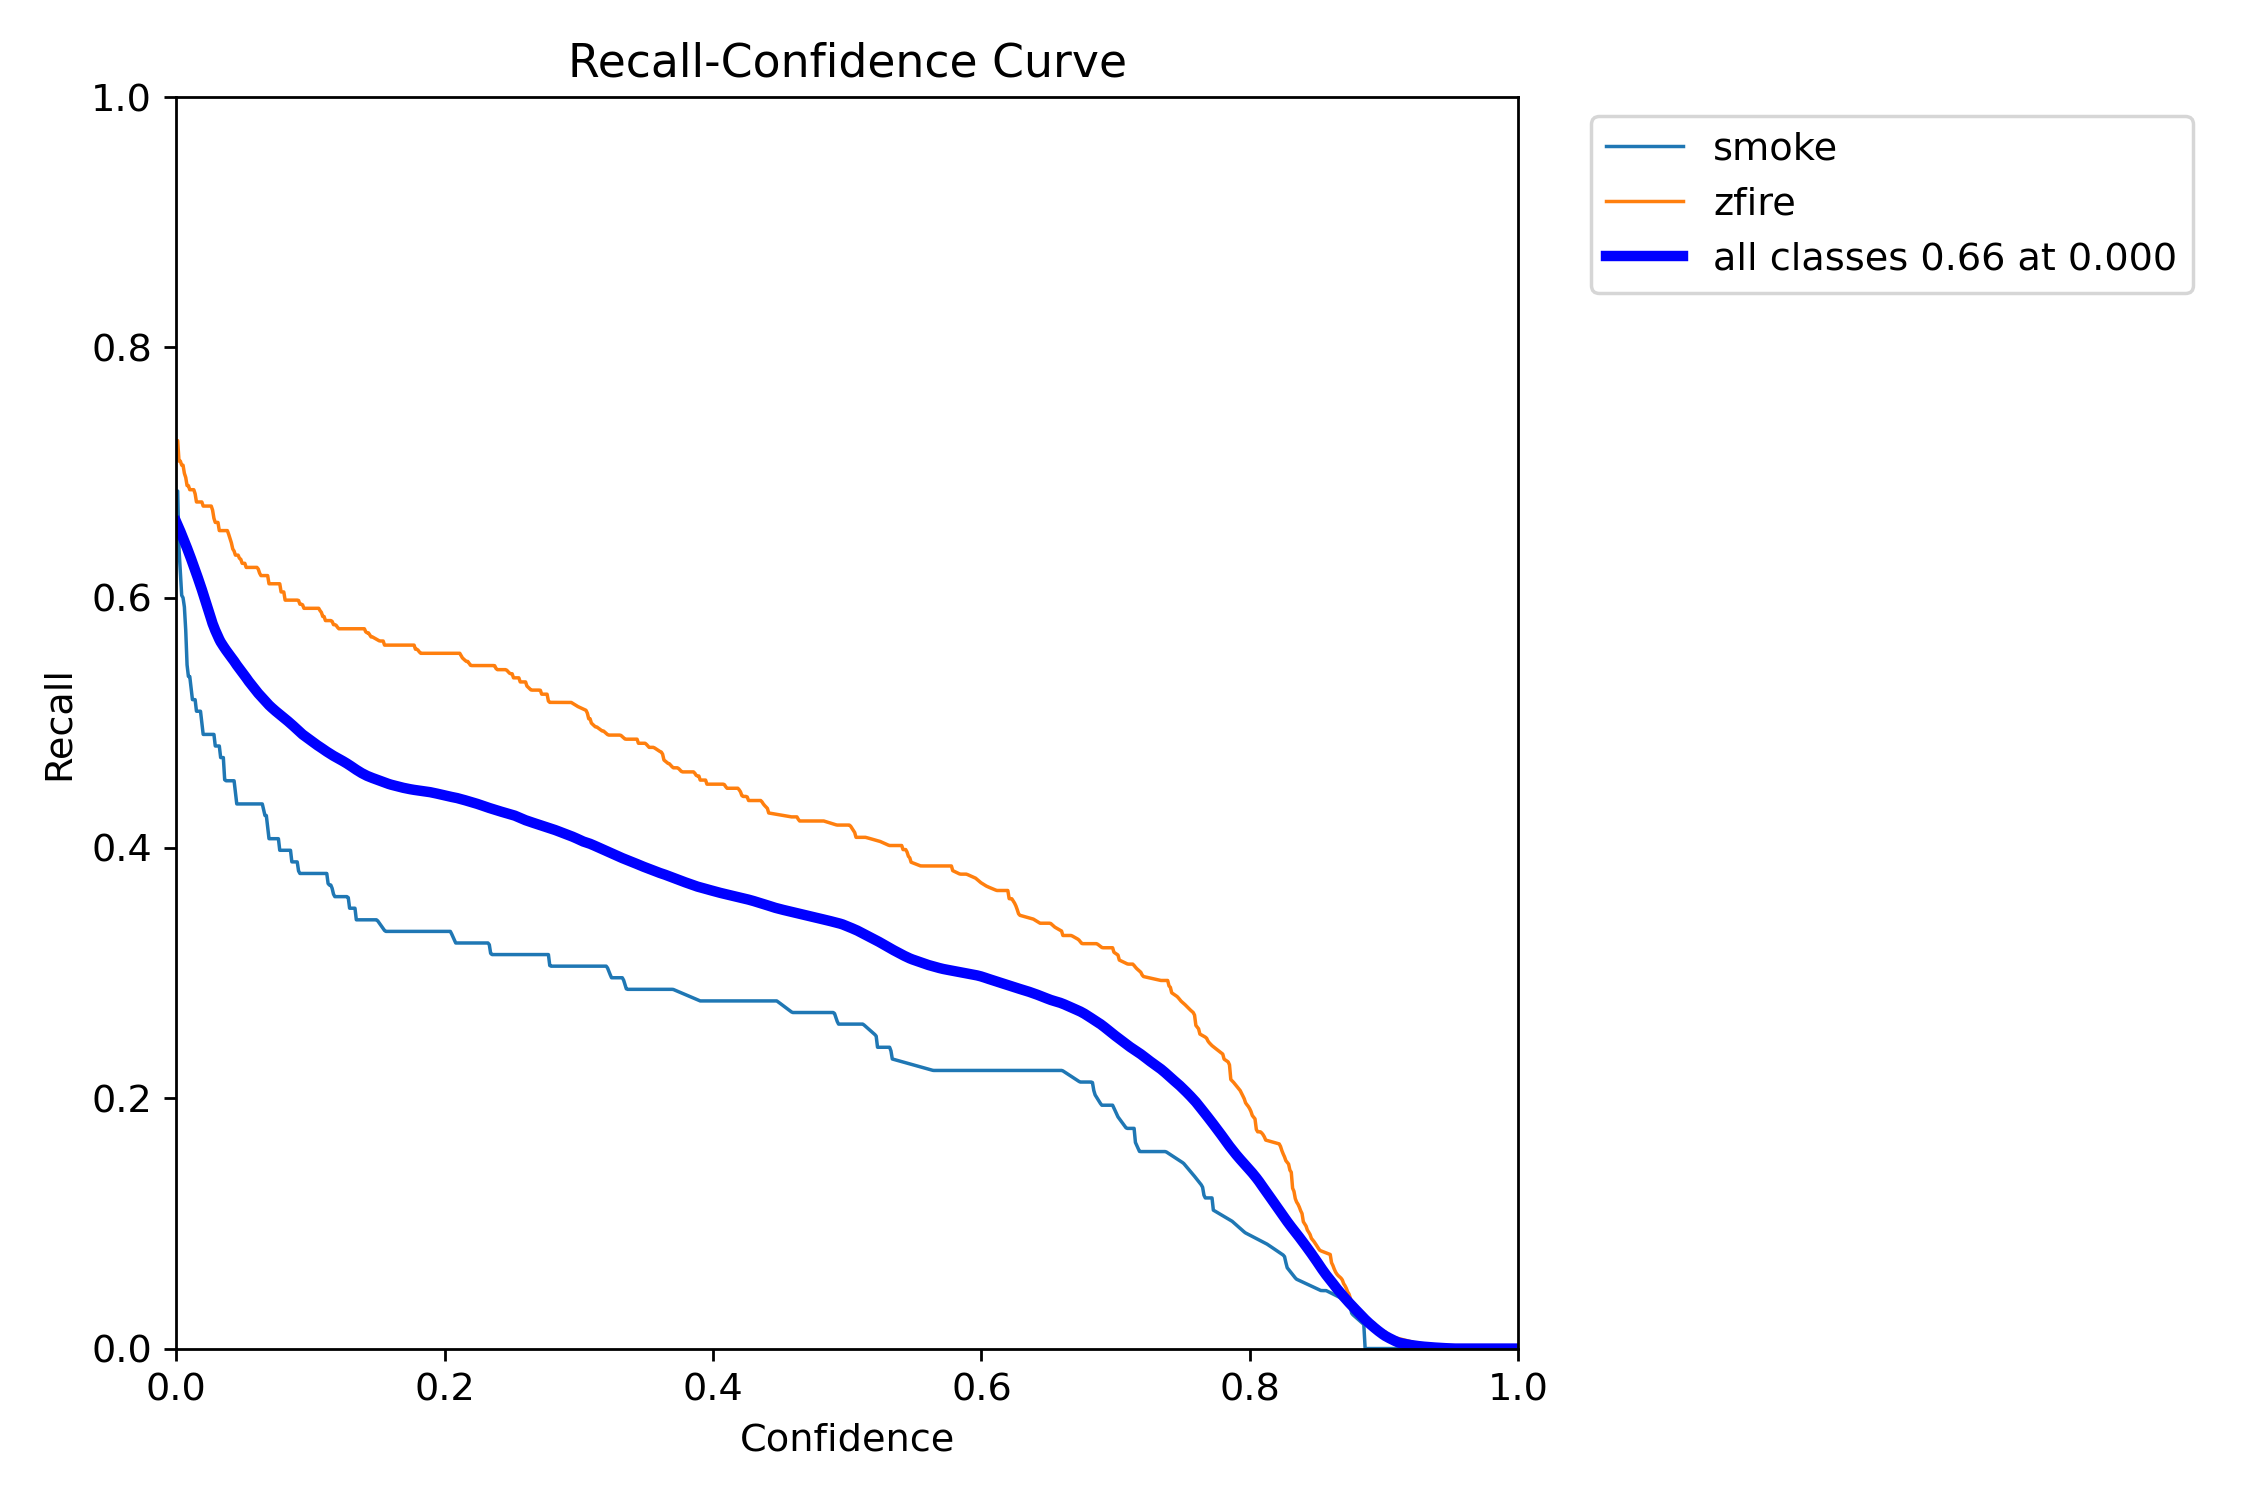 Recall-Confidence Curve
1.0
0.8
0.6
0.4
0.2
0.0
Recall
0.0 0.2 0.4 0.6 0.8 1.0
Confidence
smoke
zfire
all classes 0.66 at 0.000